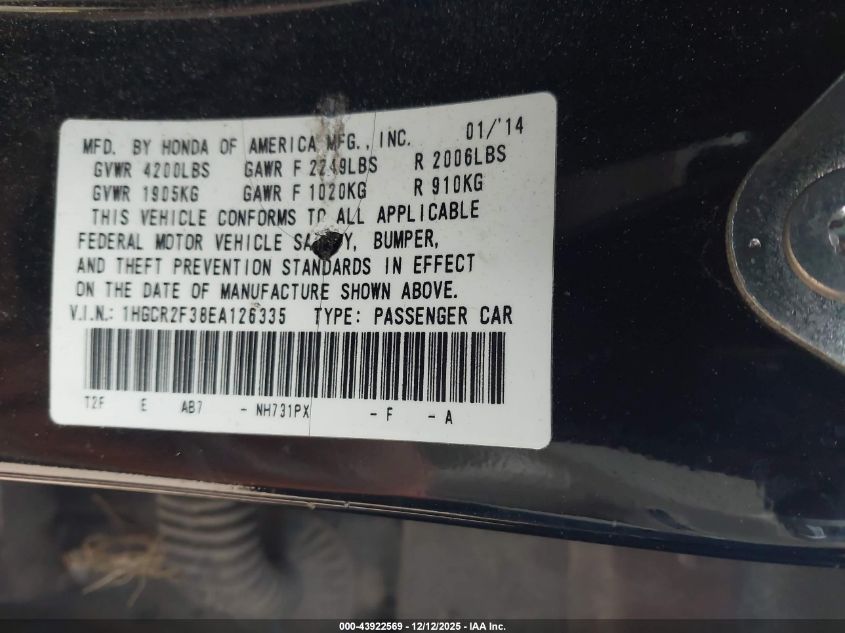 MFD. BY HONDA OF AMERICA MFG., INC. 01/'14
GVWR 4200LBS GAWR F 2249LBS R 2006LBS
GVWR 1905KG GAWR F 1020KG R 910KG
THIS VEHICLE CONFORMS TO ALL APPLICABLE
FEDERAL MOTOR VEHICLE , BUMPER,
AND THEFT PREVENTION STANDARDS IN EFFECT
ON THE DATE OF MANUFACTURE SHOWN ABOVE.
V.I.N.: 1HGCR2F38EA126335 TYPE: PASSENGER CAR
T2F E AB7 - NH731PX - F - A
000-43922569 - 12/12/2025 - IAA Inc.